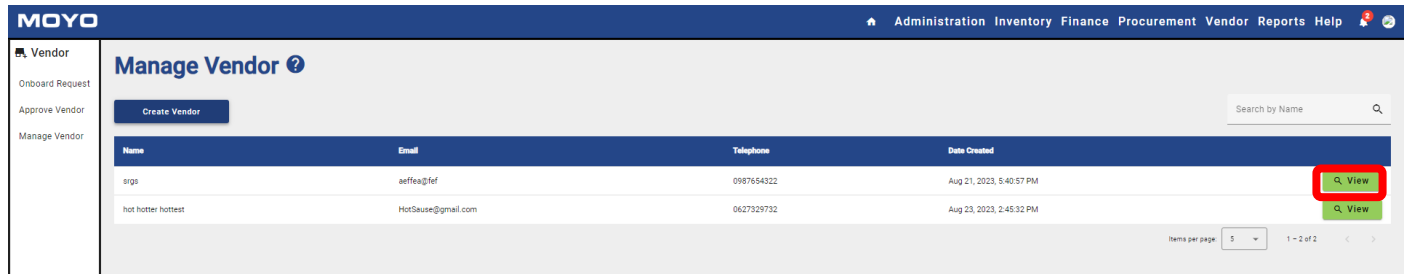 MOYO
Administration Inventory Finance Procurement Vendor Reports Help 2
Vendor
Onboard Request
Approve Vendor
Manage Vendor
Manage Vendor ?
Create Vendor
Search by Name
Name Email Telephone Date Created
srgs aeffea@fef 0987654322 Aug 21, 2023, 5:40:57 PM View
hot hotter hottest HotSause@gmail.com 0627329732 Aug 23, 2023, 2:45:32 PM View
Items per page: 5 1 – 2 of 2